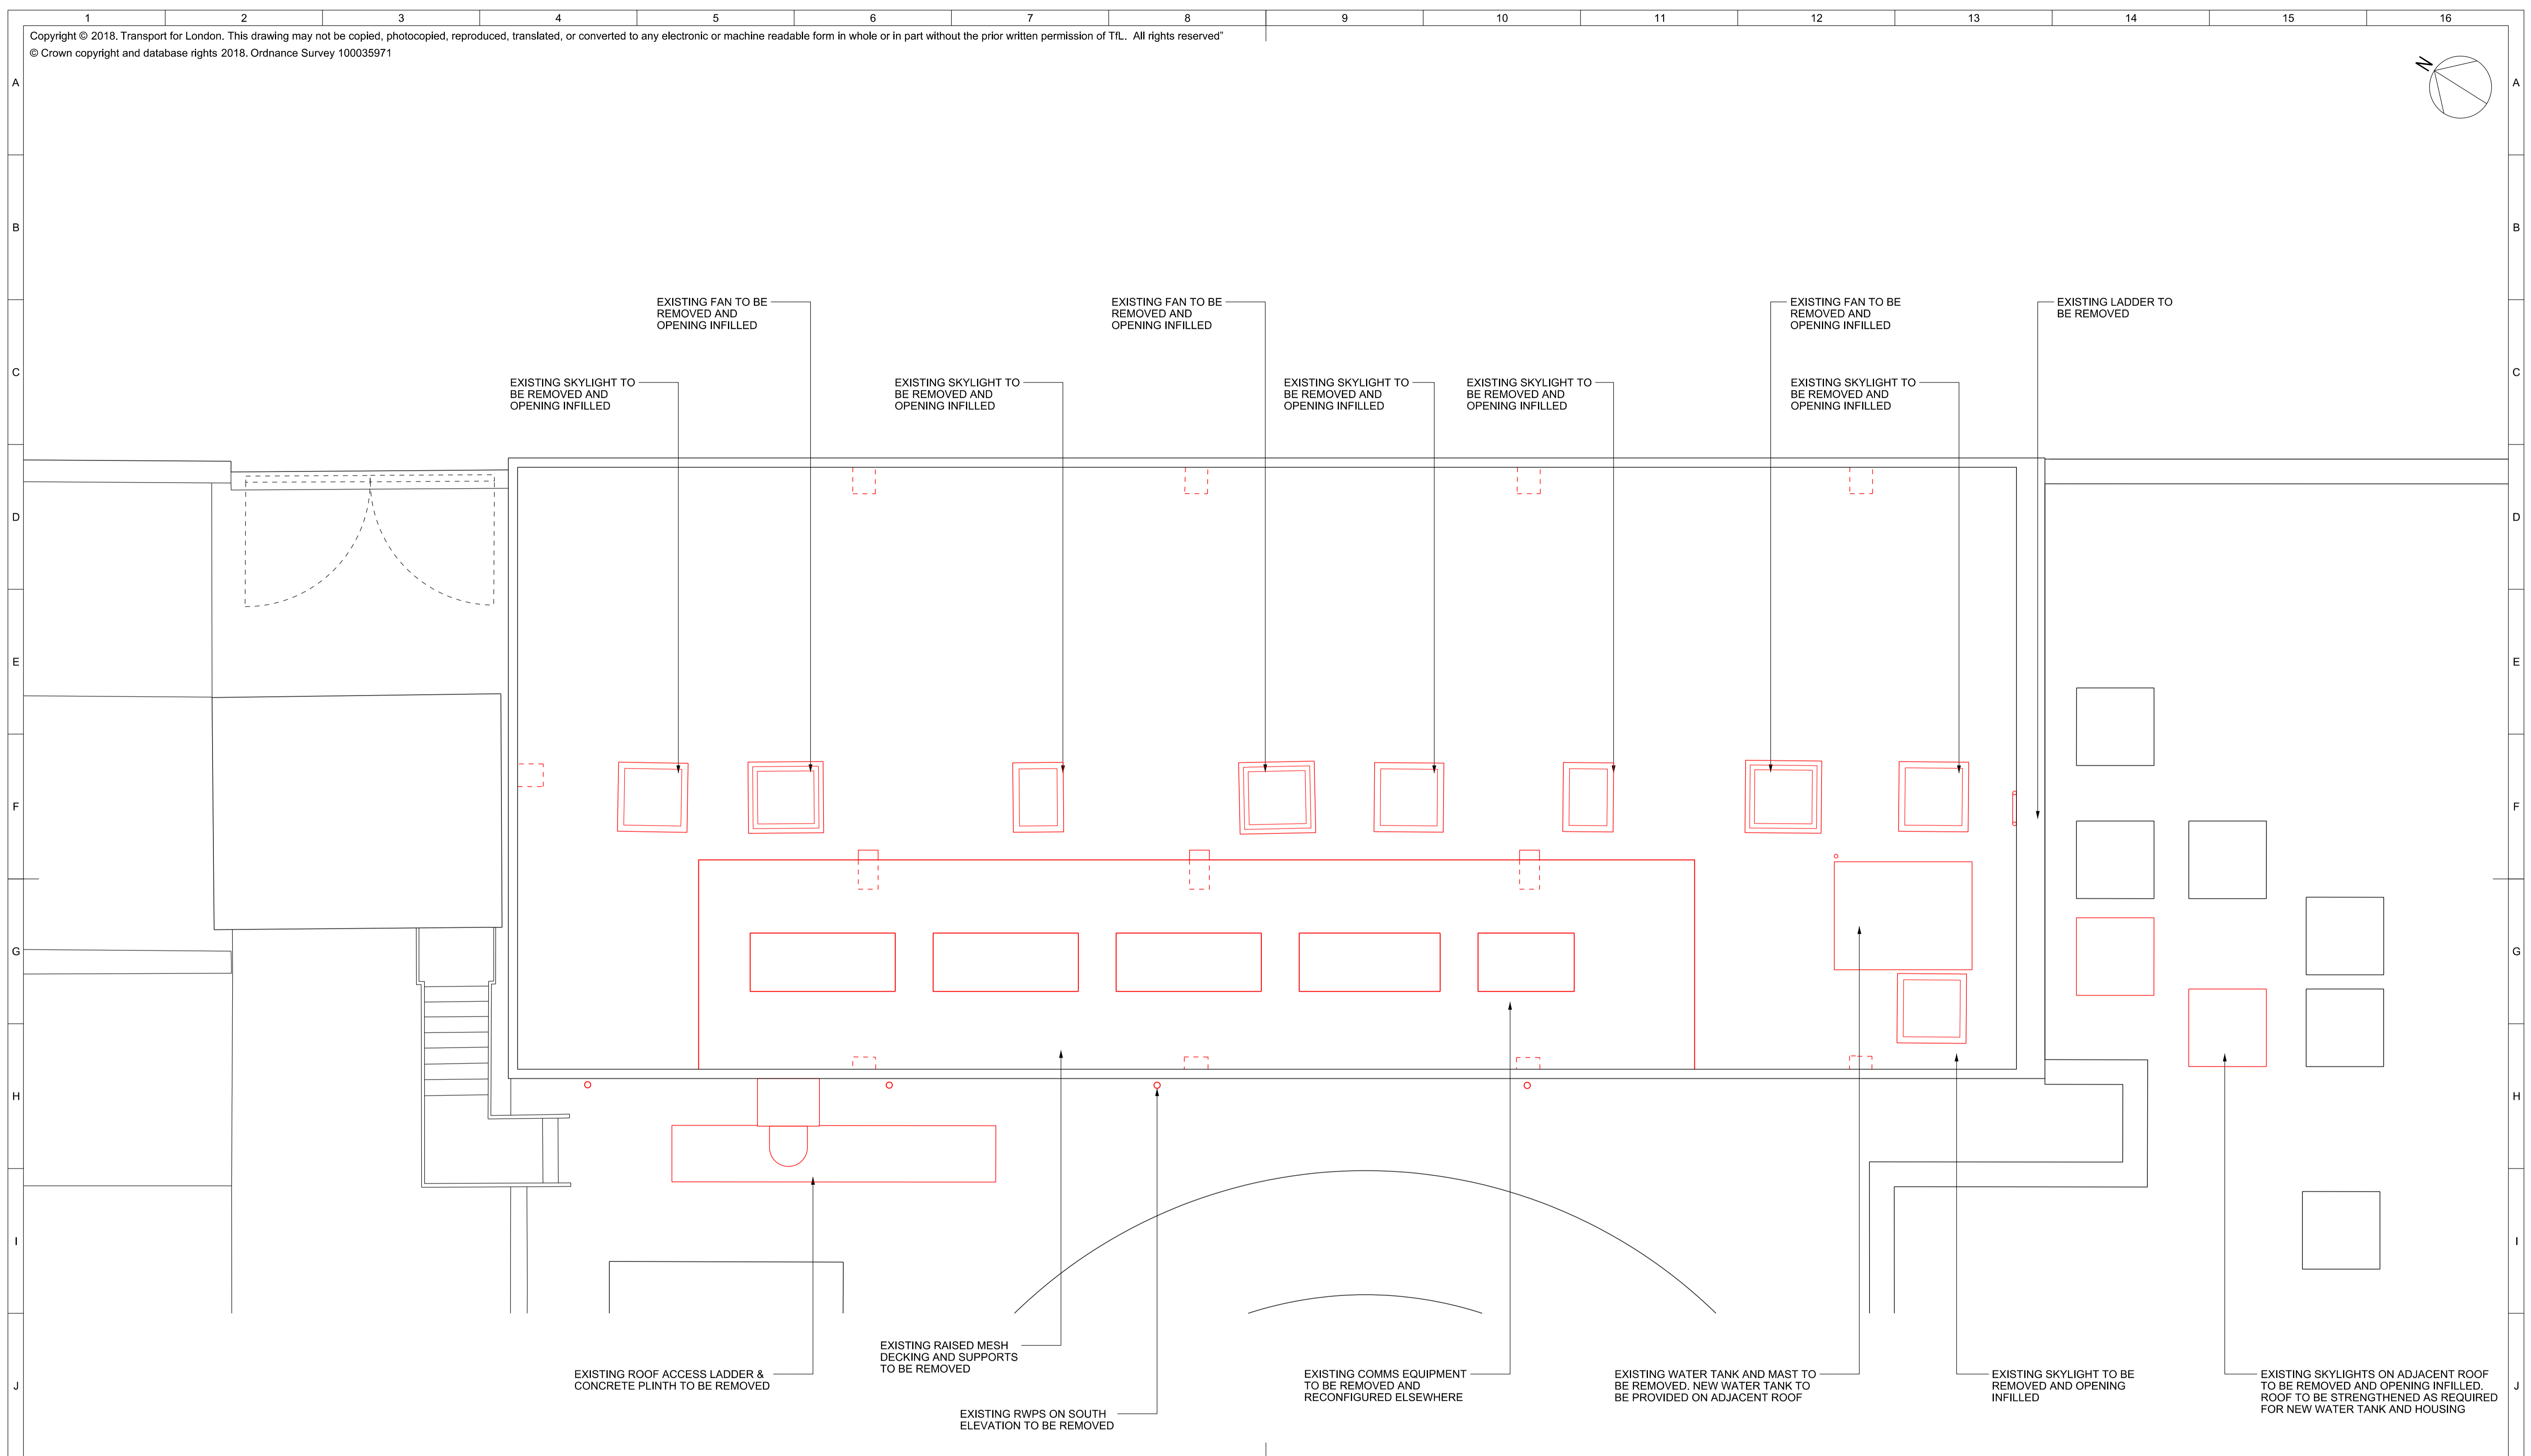 1 2 3 4 5 6 7 8 9 10 11 12 13 14 15 16
Copyright © 2018. Transport for London. This drawing may not be copied, photocopied, reproduced, translated, or converted to any electronic or machine readable form in whole or in part without the prior written permission of TfL. All rights reserved"
© Crown copyright and database rights 2018. Ordnance Survey 100035971
N
A A
B B
EXISTING FAN TO BE
REMOVED AND
OPENING INFILLED
EXISTING FAN TO BE
REMOVED AND
OPENING INFILLED
EXISTING FAN TO BE
REMOVED AND
OPENING INFILLED
EXISTING LADDER TO
BE REMOVED
C C
EXISTING SKYLIGHT TO
BE REMOVED AND
OPENING INFILLED
EXISTING SKYLIGHT TO
BE REMOVED AND
OPENING INFILLED
EXISTING SKYLIGHT TO
BE REMOVED AND
OPENING INFILLED
EXISTING SKYLIGHT TO
BE REMOVED AND
OPENING INFILLED
EXISTING SKYLIGHT TO
BE REMOVED AND
OPENING INFILLED
D D
E E
F F
G G
H H
I I
J J
EXISTING ROOF ACCESS LADDER &
CONCRETE PLINTH TO BE REMOVED
EXISTING RAISED MESH
DECKING AND SUPPORTS
TO BE REMOVED
EXISTING RWPS ON SOUTH
ELEVATION TO BE REMOVED
EXISTING COMMS EQUIPMENT
TO BE REMOVED AND
RECONFIGURED ELSEWHERE
EXISTING WATER TANK AND MAST TO
BE REMOVED. NEW WATER TANK TO
BE PROVIDED ON ADJACENT ROOF
EXISTING SKYLIGHT TO BE
REMOVED AND OPENING
INFILLED
EXISTING SKYLIGHTS ON ADJACENT ROOF
TO BE REMOVED AND OPENING INFILLED.
ROOF TO BE STRENGTHENED AS REQUIRED
FOR NEW WATER TANK AND HOUSING